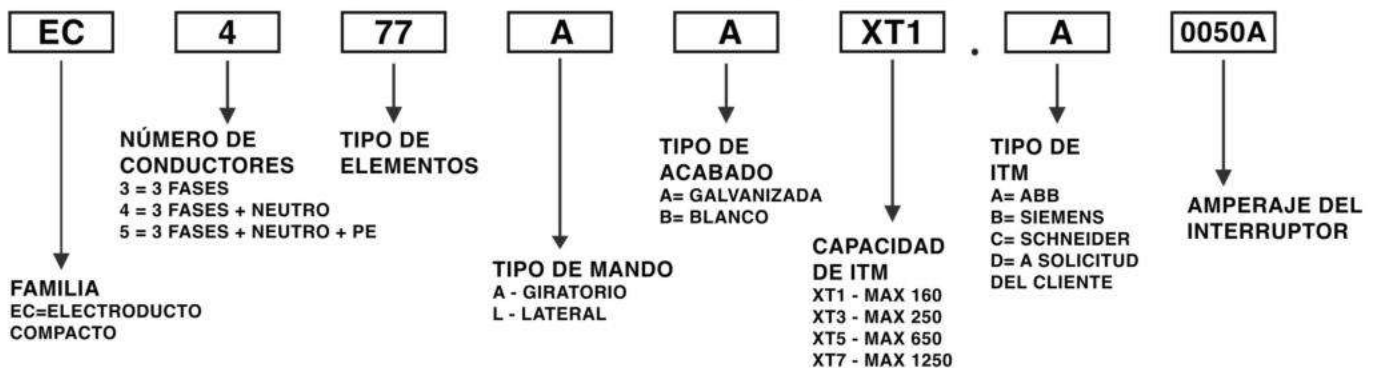 EC 4 77 A A XT1 . A 0050A
FAMILIA
EC=ELECTRODUCTO
COMPACTO
NÚMERO DE
CONDUCTORES
3 = 3 FASES
4 = 3 FASES + NEUTRO
5 = 3 FASES + NEUTRO + PE
TIPO DE
ELEMENTOS
TIPO DE MANDO
A - GIRATORIO
L - LATERAL
TIPO DE
ACABADO
A= GALVANIZADA
B= BLANCO
CAPACIDAD
DE ITM
XT1 - MAX 160
XT3 - MAX 250
XT5 - MAX 650
XT7 - MAX 1250
TIPO DE
ITM
A= ABB
B= SIEMENS
C= SCHNEIDER
D= A SOLICITUD
DEL CLIENTE
AMPERAJE DEL
INTERRUPTOR